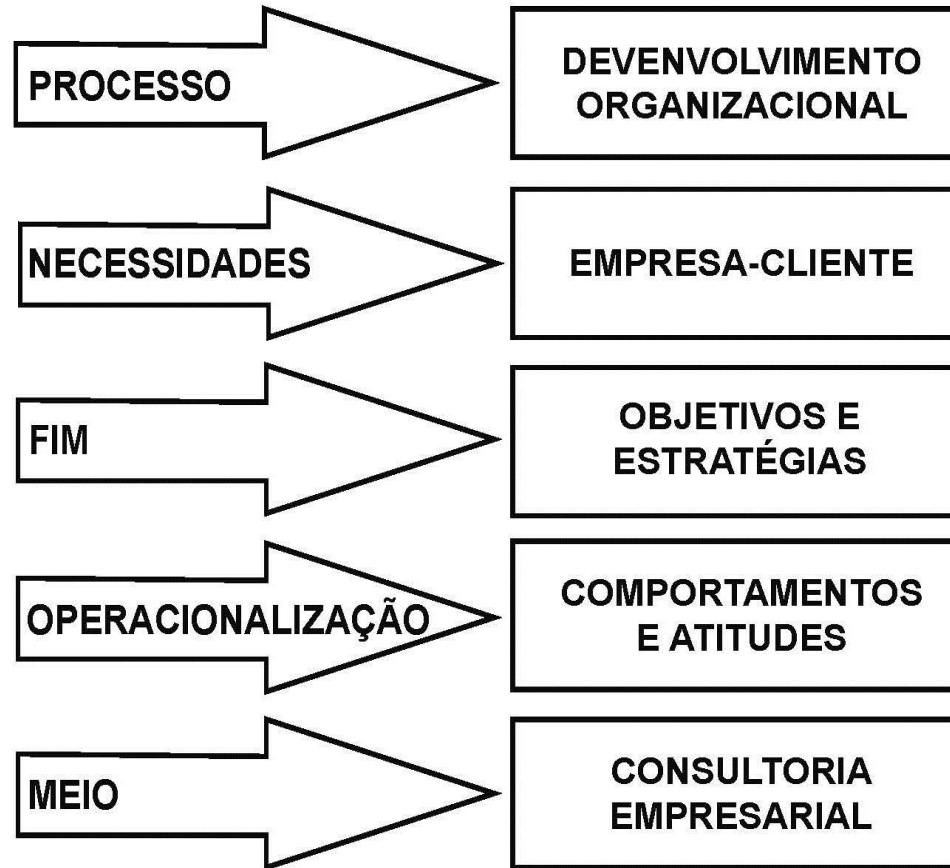 PROCESSO
DEVENVOLVIMENTO
ORGANIZACIONAL
NECESSIDADES
EMPRESA-CLIENTE
FIM
OBJETIVOS E
ESTRATÉGIAS
OPERACIONALIZAÇÃO
COMPORTAMENTOS
E ATITUDES
MEIO
CONSULTORIA
EMPRESARIAL